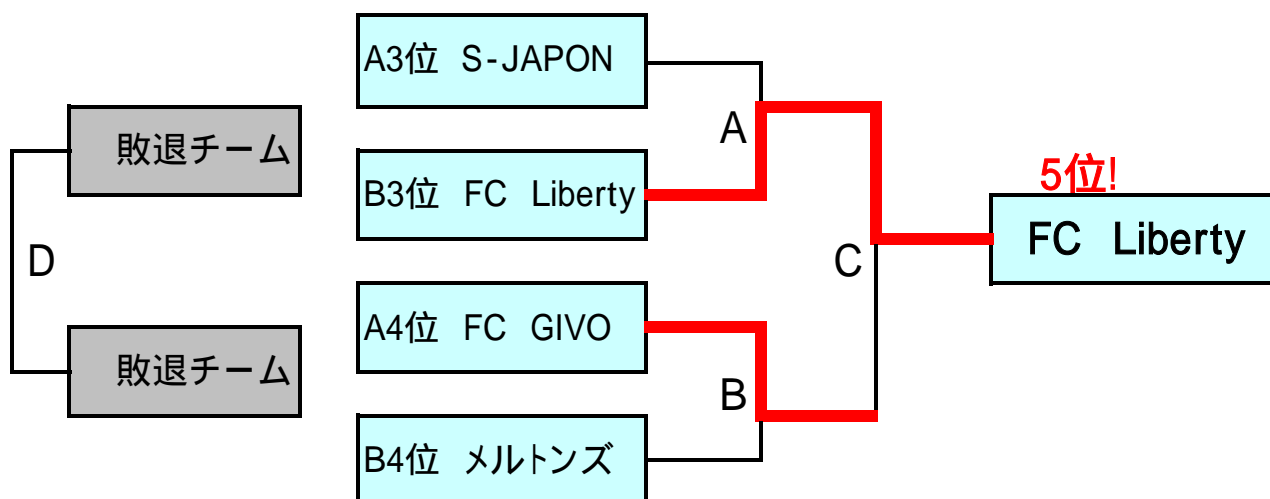 A3位 S-JAPON
敗退チーム
A
B3位 FC Liberty
5位!
FC Liberty
D
C
A4位 FC GIVO
敗退チーム
B
B4位 メルトンズ